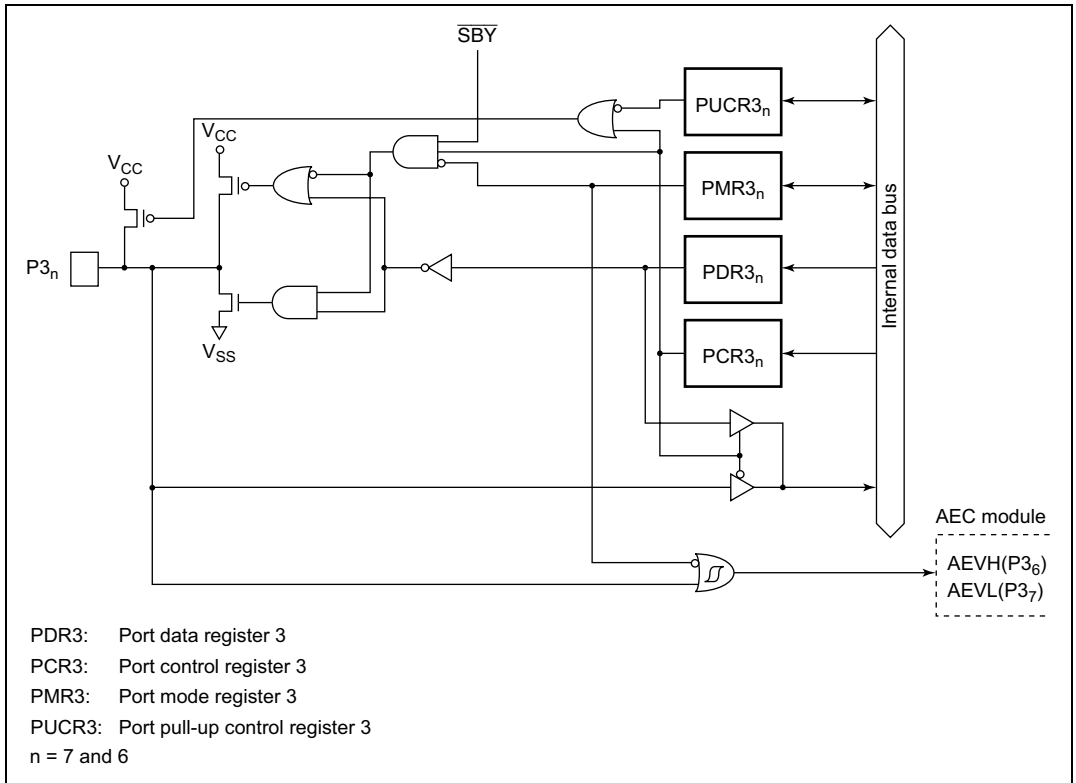 SBY
PUCR3n
VCC
VCC
PMR3n
P3n
PDR3n
VSS
PCR3n
Internal data bus
AEC module
AEVH(P36)
AEVL(P37)
PDR3: Port data register 3
PCR3: Port control register 3
PMR3: Port mode register 3
PUCR3: Port pull-up control register 3
n = 7 and 6